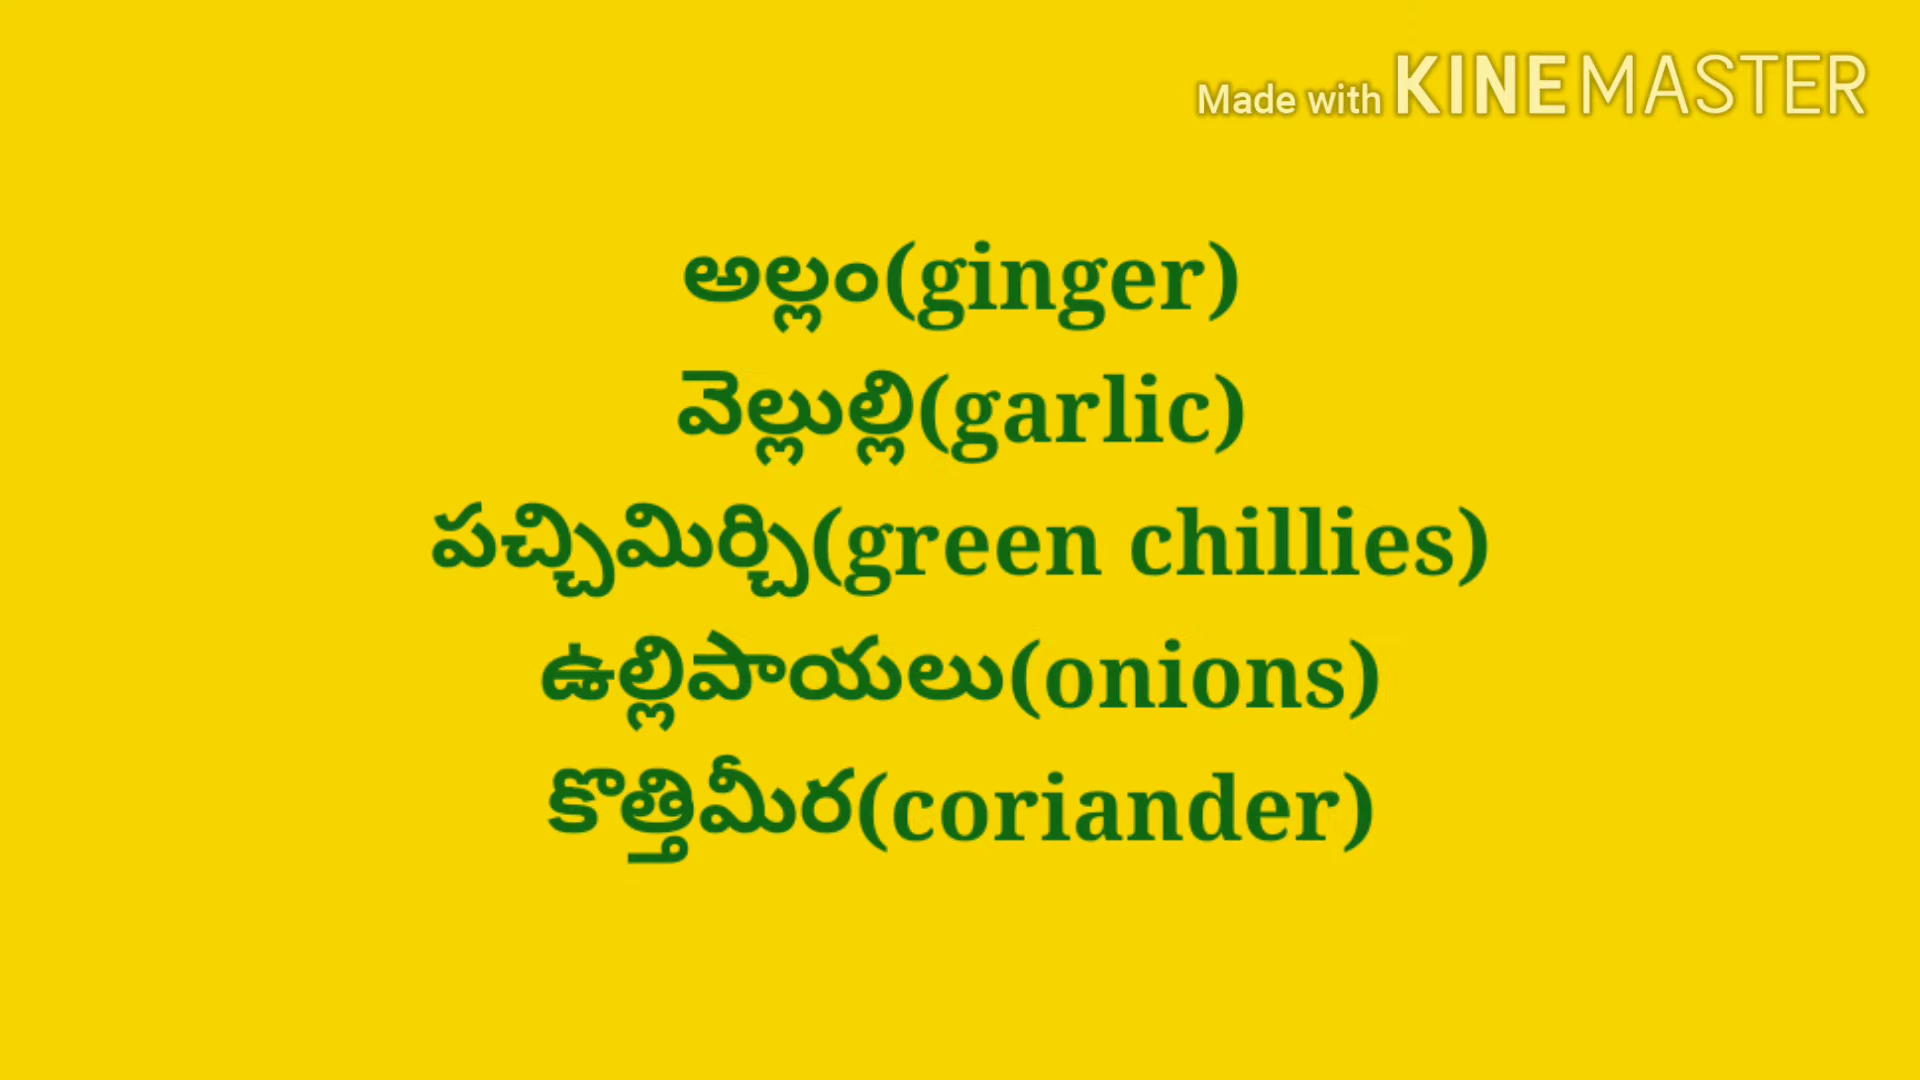 Made with KINEMASTER
అల్లం(ginger)
వెల్లుల్లి(garlic)
పచ్చిమిర్చి(green chillies)
ఉల్లిపాయలు(onions)
కొత్తిమీర(coriander)